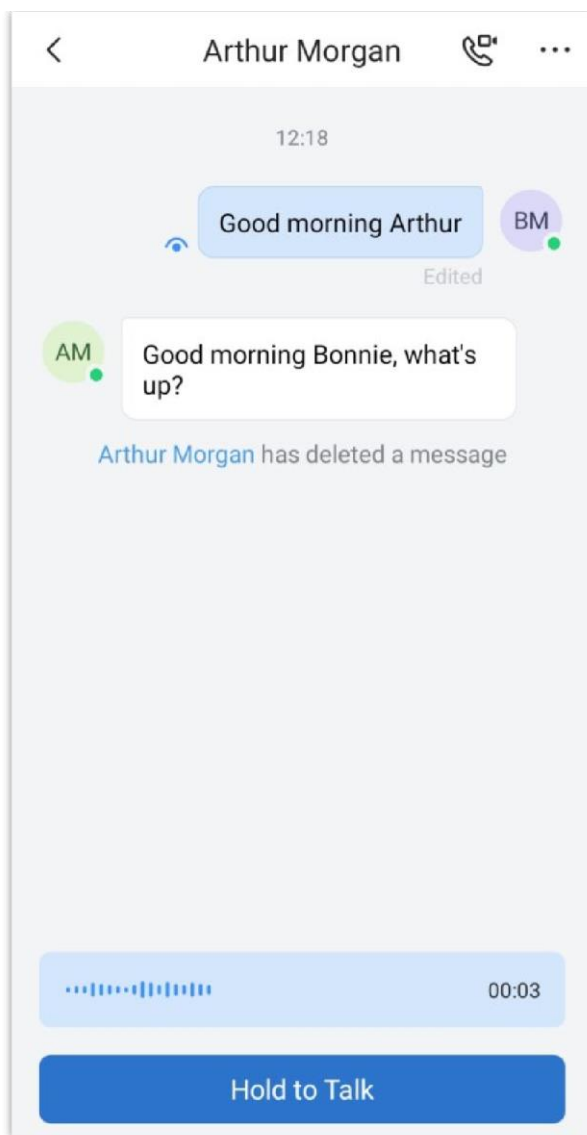 Arthur Morgan
12:18
Good morning Arthur
BM
Edited
AM
Good morning Bonnie, what's
up?
Arthur Morgan has deleted a message
00:03
Hold to Talk